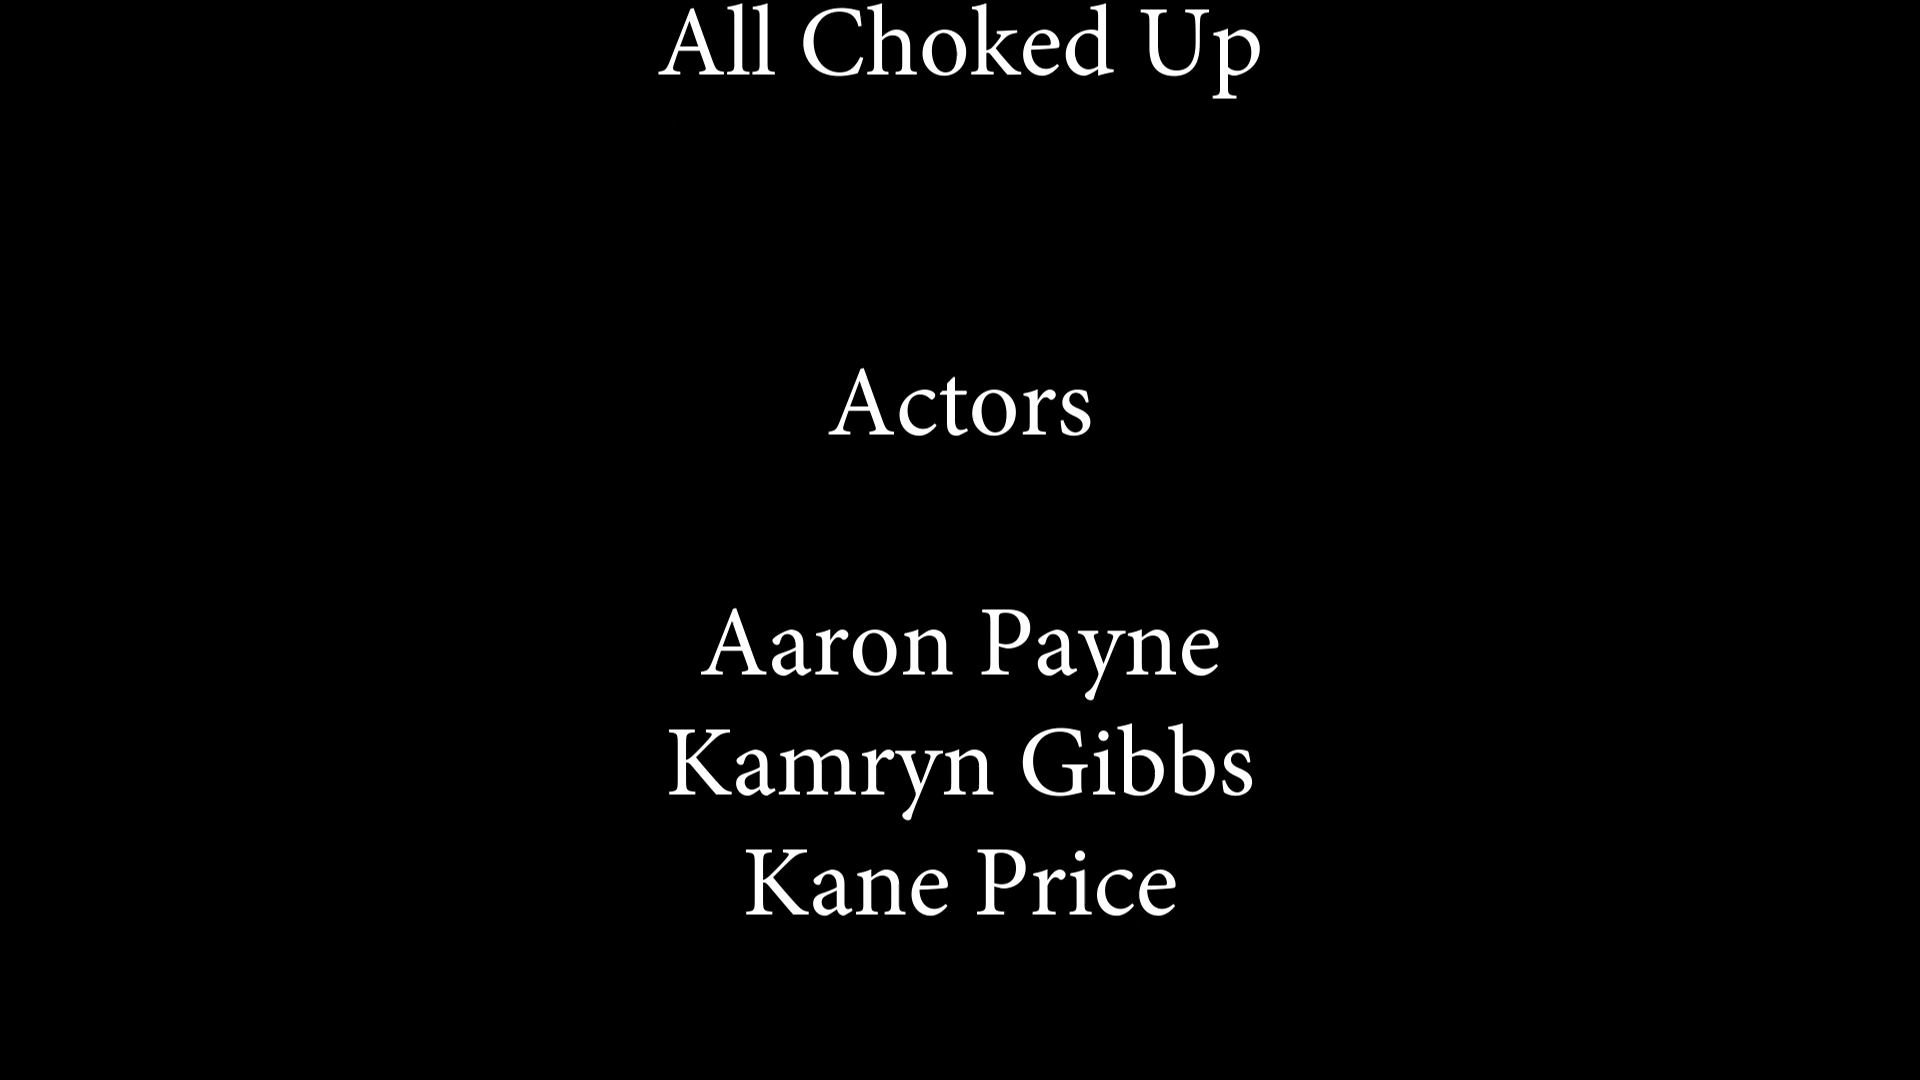 All Choked Up
Actors
Aaron Payne
Kamryn Gibbs
Kane Price